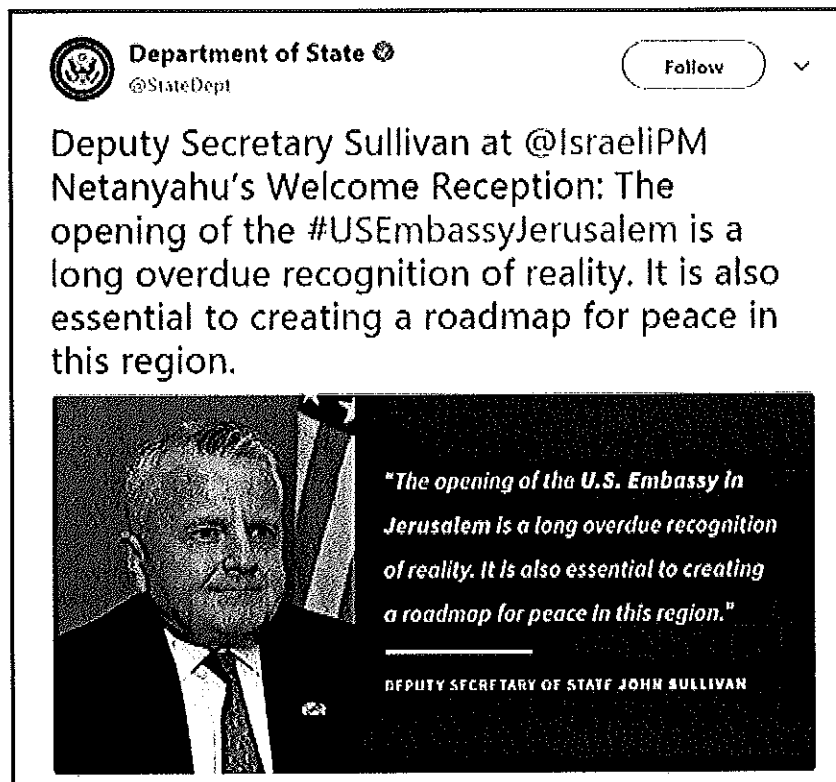 Department of State
@StateDept
Follow
Deputy Secretary Sullivan at @IsraeliPM
Netanyahu's Welcome Reception: The
opening of the #USEmbassyJerusalem is a
long overdue recognition of reality. It is also
essential to creating a roadmap for peace in
this region.
"The opening of the U.S. Embassy in
Jerusalem is a long overdue recognition
of reality. It is also essential to creating
a roadmap for peace in this region."
DEPUTY SECRETARY OF STATE JOHN SULLIVAN